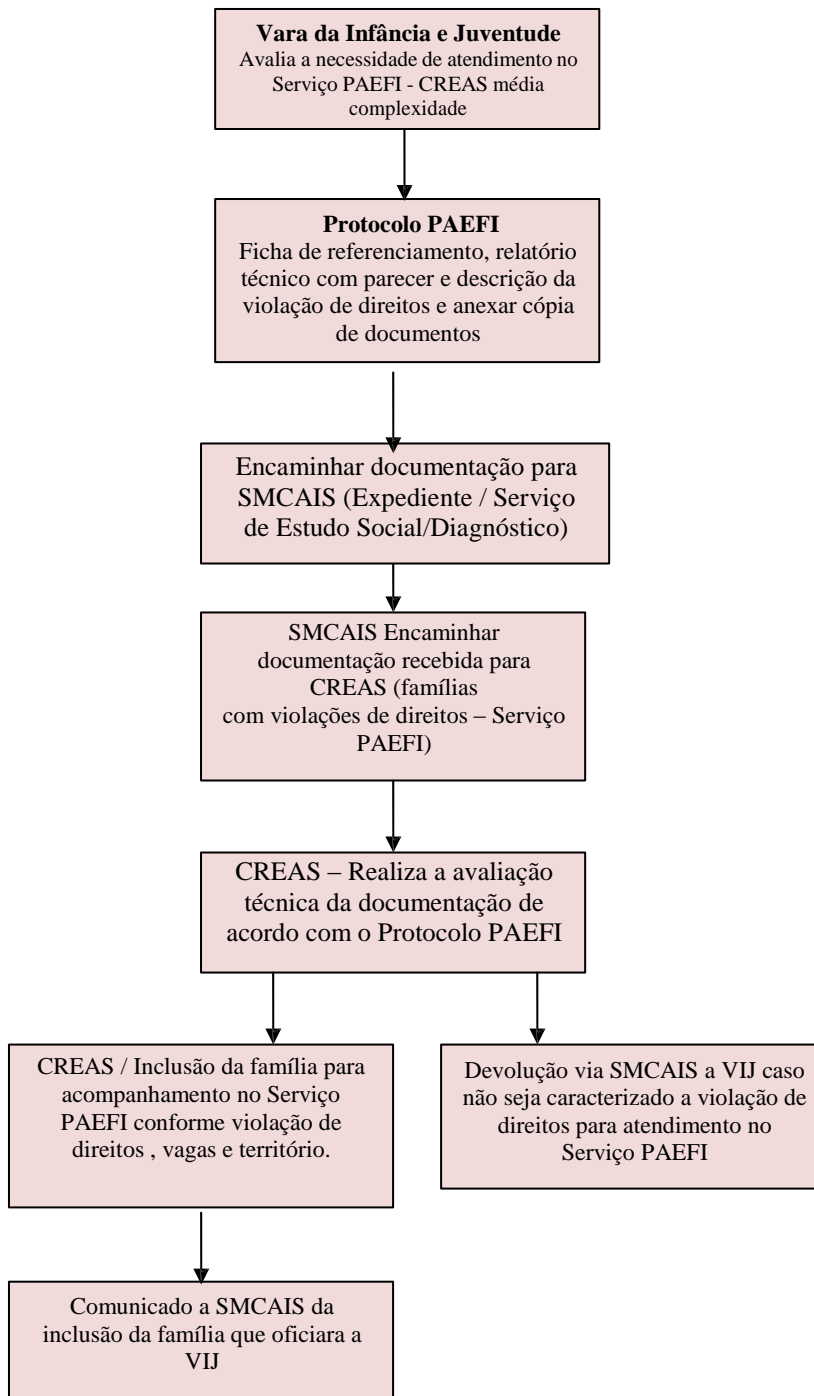 Vara da Infância e Juventude
Avalia a necessidade de atendimento no
Serviço PAEFI - CREAS média
complexidade
Protocolo PAEFI
Ficha de referenciamento, relatório
técnico com parecer e descrição da
violação de direitos e anexar cópia
de documentos
Encaminhar documentação para
SMCAIS (Expediente / Serviço
de Estudo Social/Diagnóstico)
SMCAIS Encaminhar
documentação recebida para
CREAS (famílias
com violações de direitos – Serviço
PAEFI)
CREAS – Realiza a avaliação
técnica da documentação de
acordo com o Protocolo PAEFI
CREAS / Inclusão da família para
acompanhamento no Serviço
PAEFI conforme violação de
direitos , vagas e território.
Devolução via SMCAIS a VIJ caso
não seja caracterizado a violação de
direitos para atendimento no
Serviço PAEFI
Comunicado a SMCAIS da
inclusão da família que oficiara a
VIJ